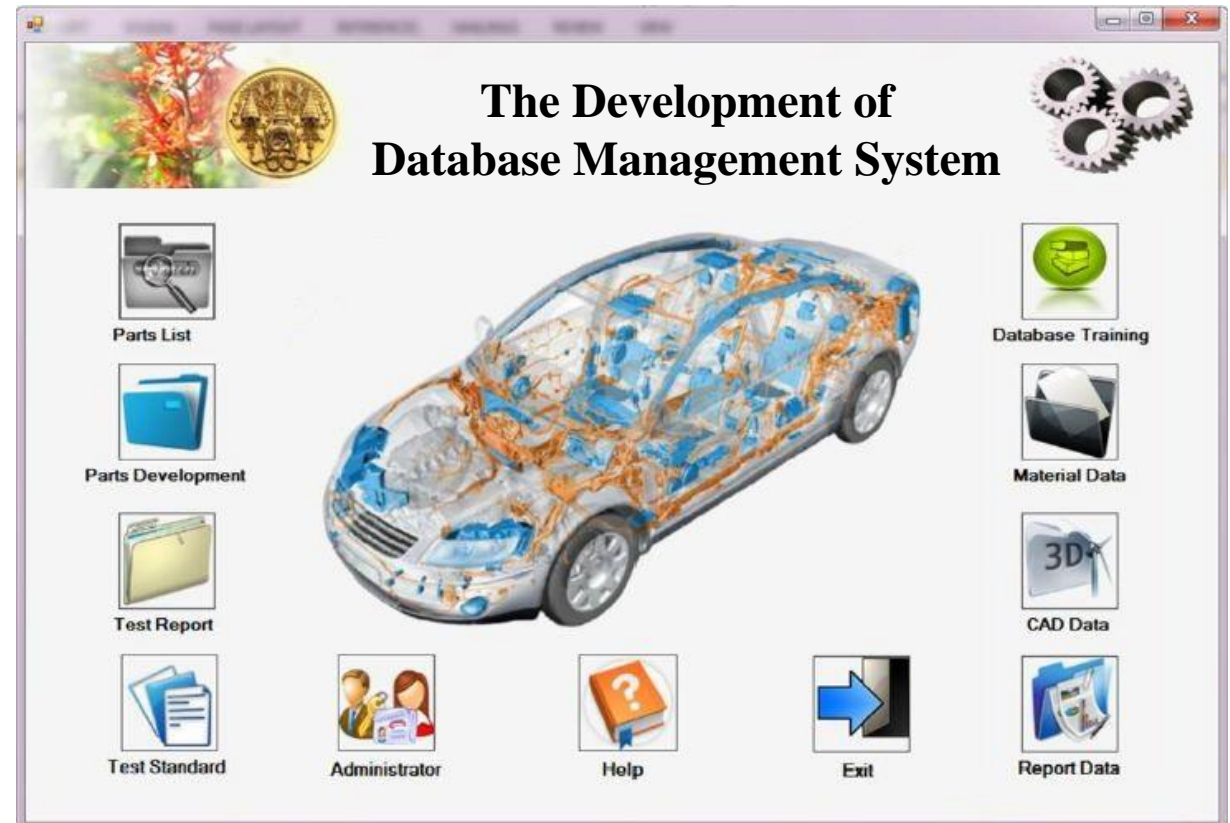 The Development of
Database Management System
Parts List
Database Training
Parts Development
Material Data
3D
Test Report
CAD Data
Test Standard
Administrator
Help
Exit
Report Data